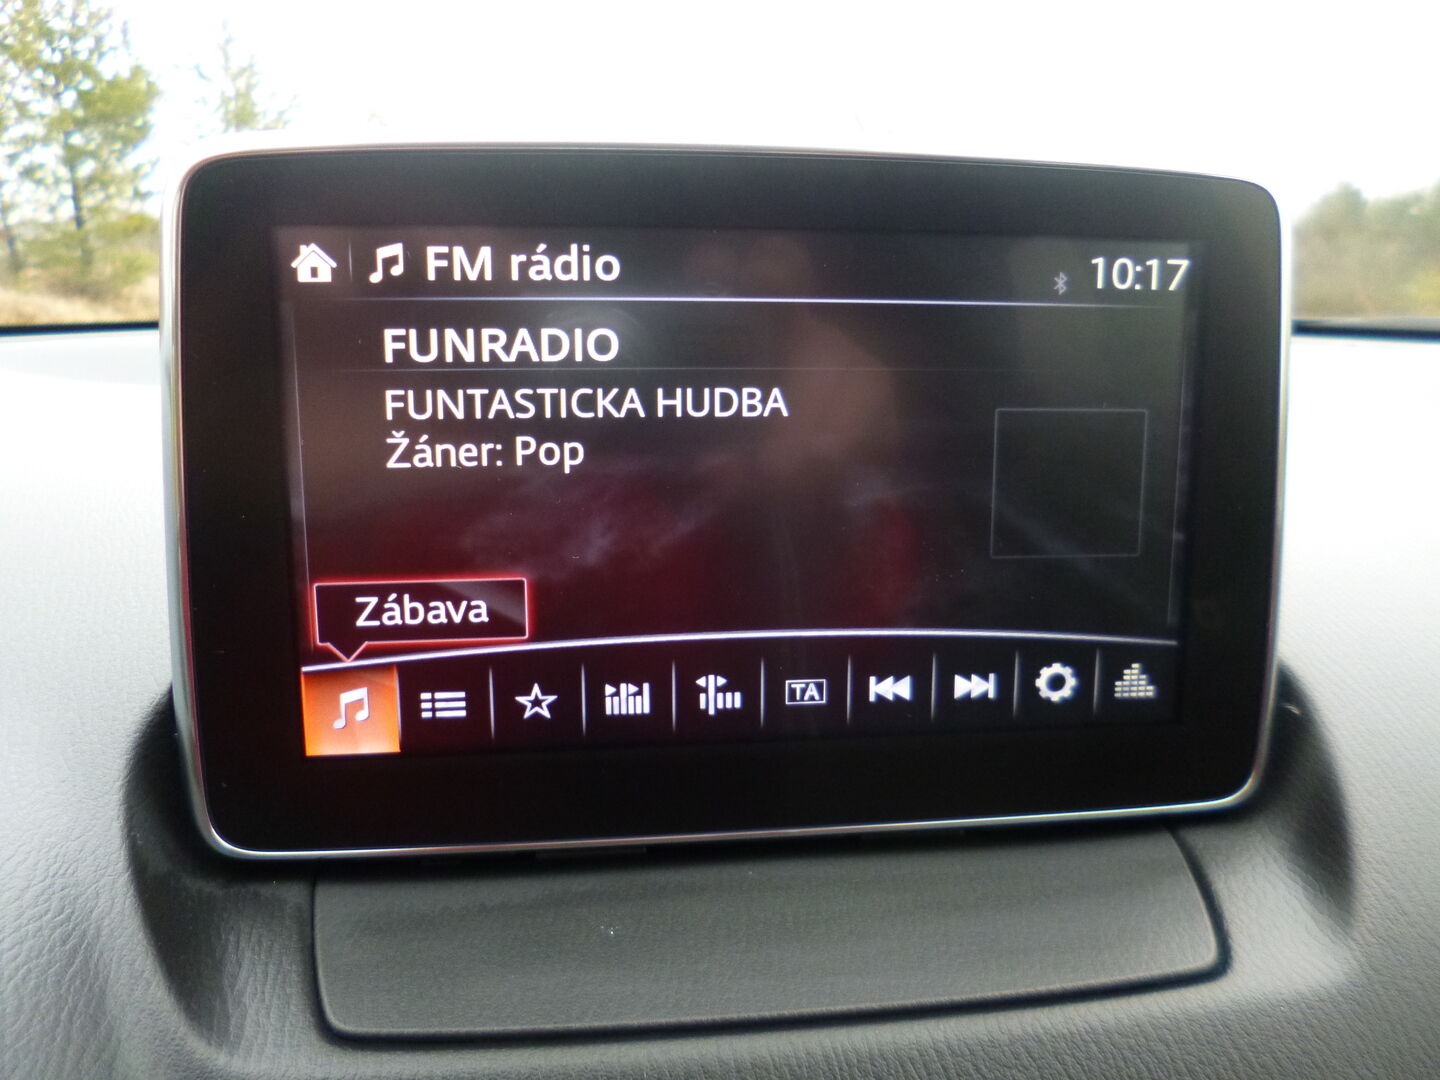 FM rádio
10:17
FUNRADIO
FUNTASTICKA HUDBA
Žáner: Pop
Zábava
TA